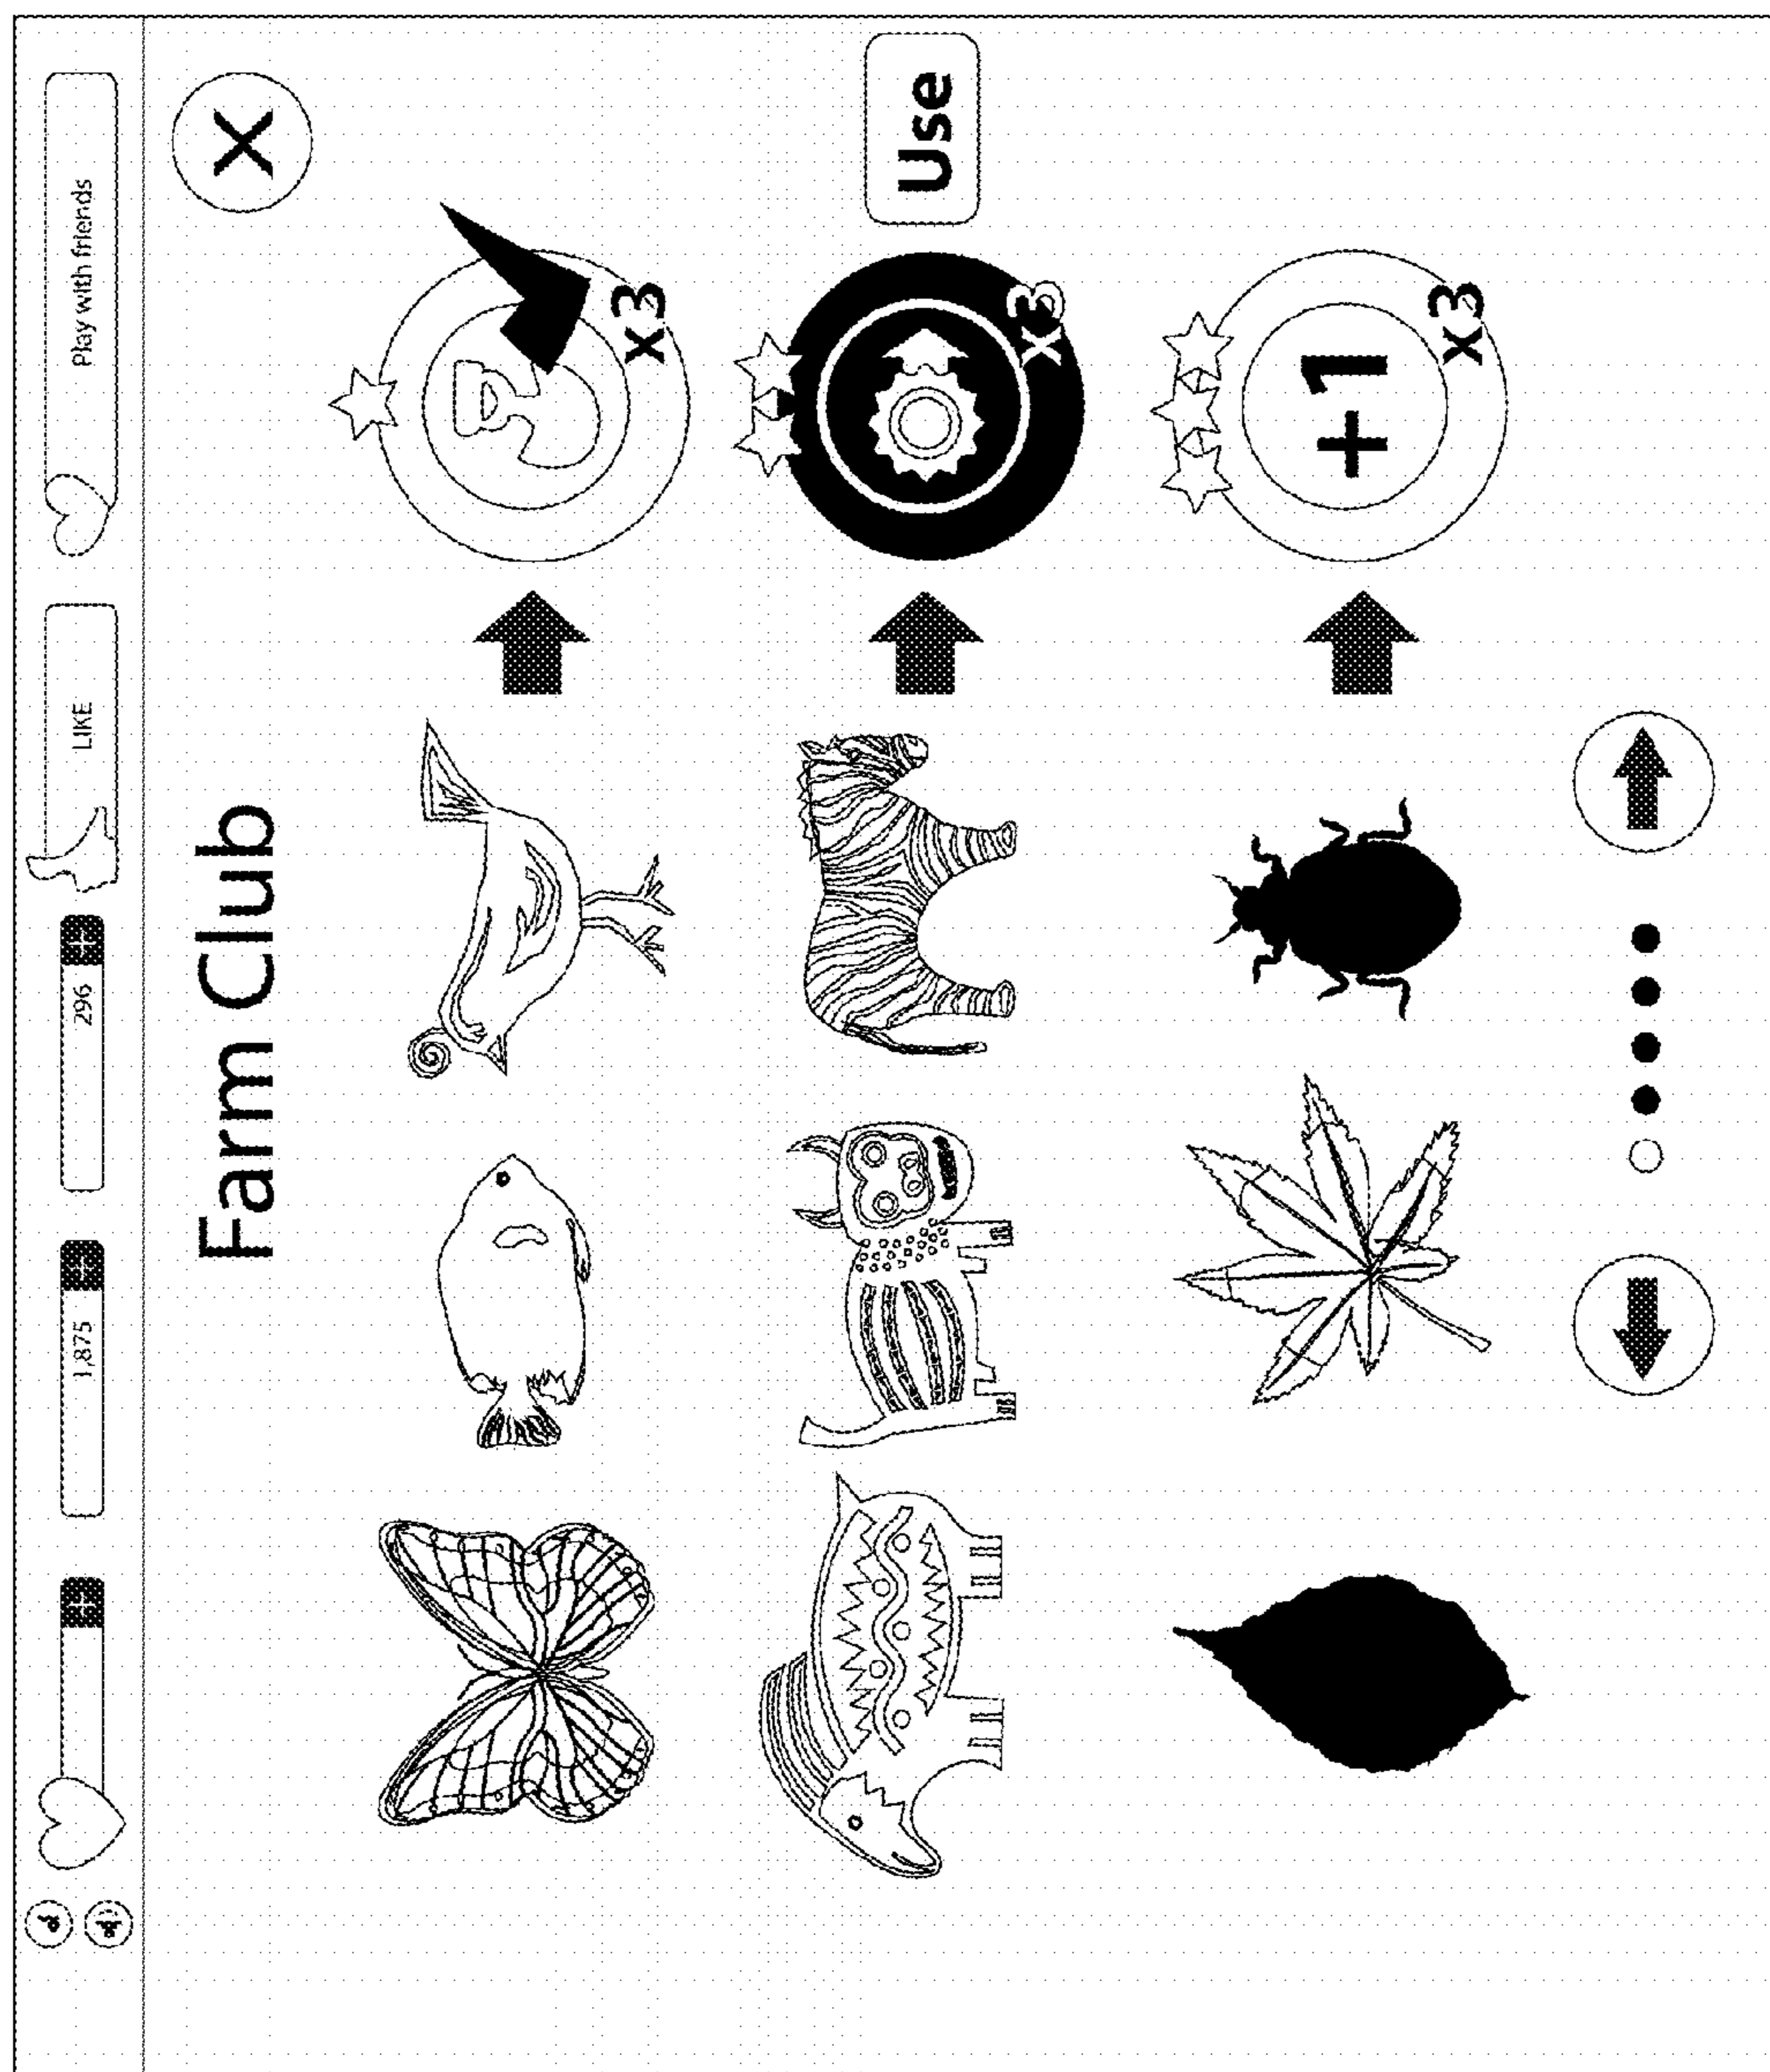 1,875
296
LIKE
Play with friends
Farm Club
X
x3
x3
Use
+1
x3